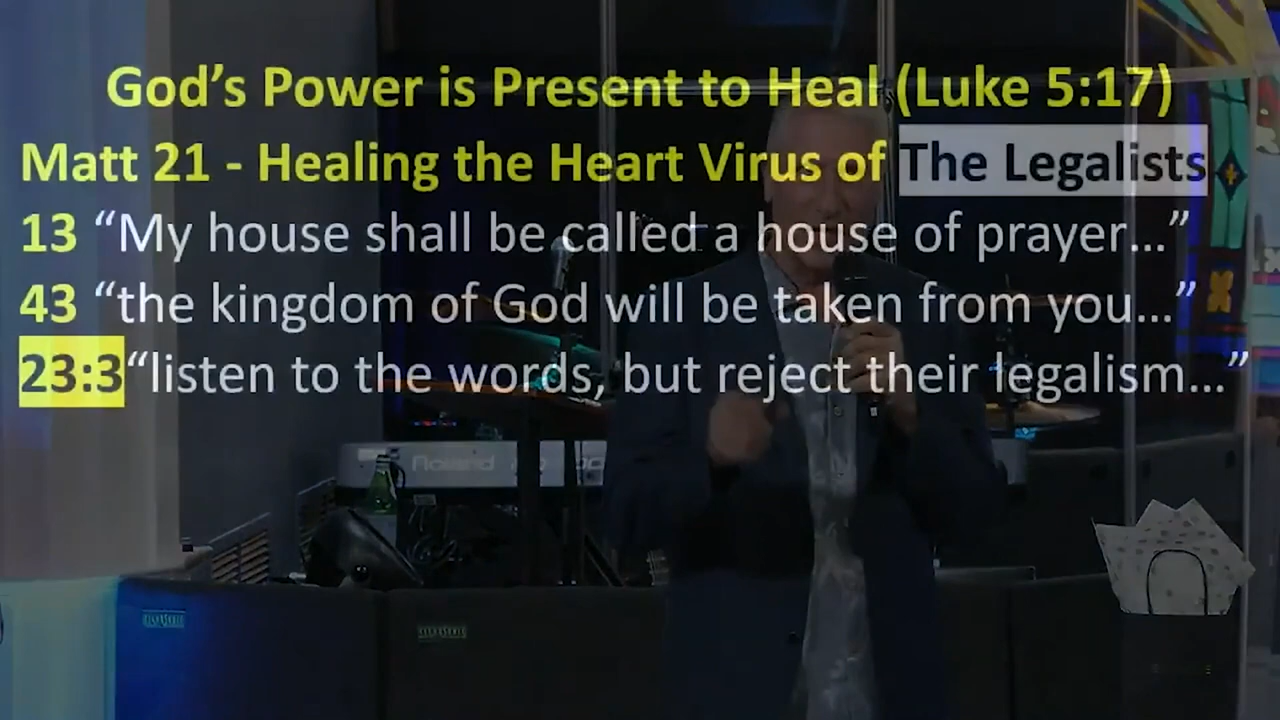 God’s Power is Present to Heal (Luke 5:17)
Matt 21 - Healing the Heart Virus of The Legalists
13 “My house shall be called a house of prayer...”
43 “the kingdom of God will be taken from you...”
23:3“listen to the words, but reject their legalism...”
Roland